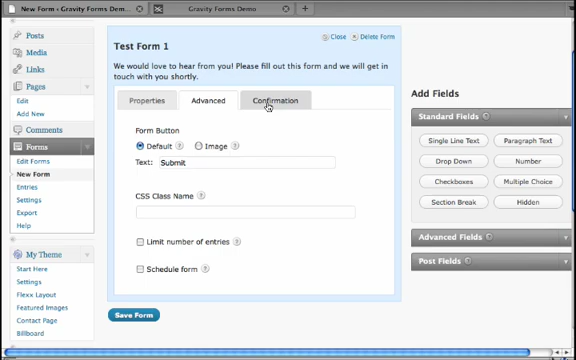 New Form ‹ Gravity Forms Dem...
Gravity Forms Demo
Posts
Media
Links
Pages
Edit
Add New
Comments
Forms
Edit Forms
New Form
Entries
Settings
Export
Help
My Theme
Start Here
Settings
Flexx Layout
Featured Images
Contact Page
Billboard
Close
Delete Form
Test Form 1
We would love to hear from you! Please fill out this form and we will get in
touch with you shortly.
Properties
Advanced
Confirmation
Form Button
Default
Image
Text:
Submit
CSS Class Name
Limit number of entries
Schedule form
Save Form
Add Fields
Standard Fields
Single Line Text
Paragraph Text
Drop Down
Number
Checkboxes
Multiple Choice
Section Break
Hidden
Advanced Fields
Post Fields